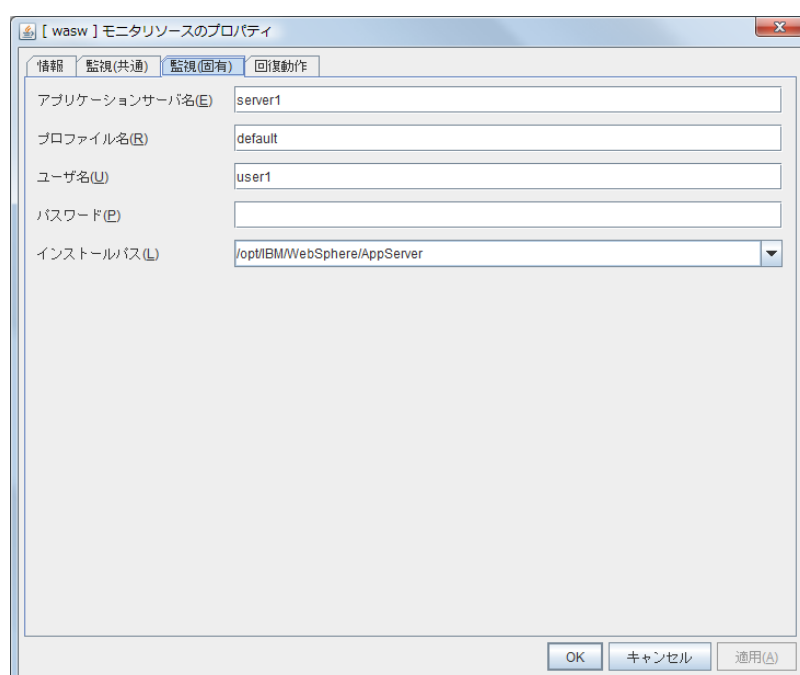 [ wasw ] モニタリソースのプロパティ
情報 監視(共通) 監視(固有) 回復動作
アプリケーションサーバ名(E) server1
プロファイル名(R) default
ユーザ名(U) user1
パスワード(P)
インストールパス(L) /opt/IBM/WebSphere/AppServer
OK キャンセル 適用(A)